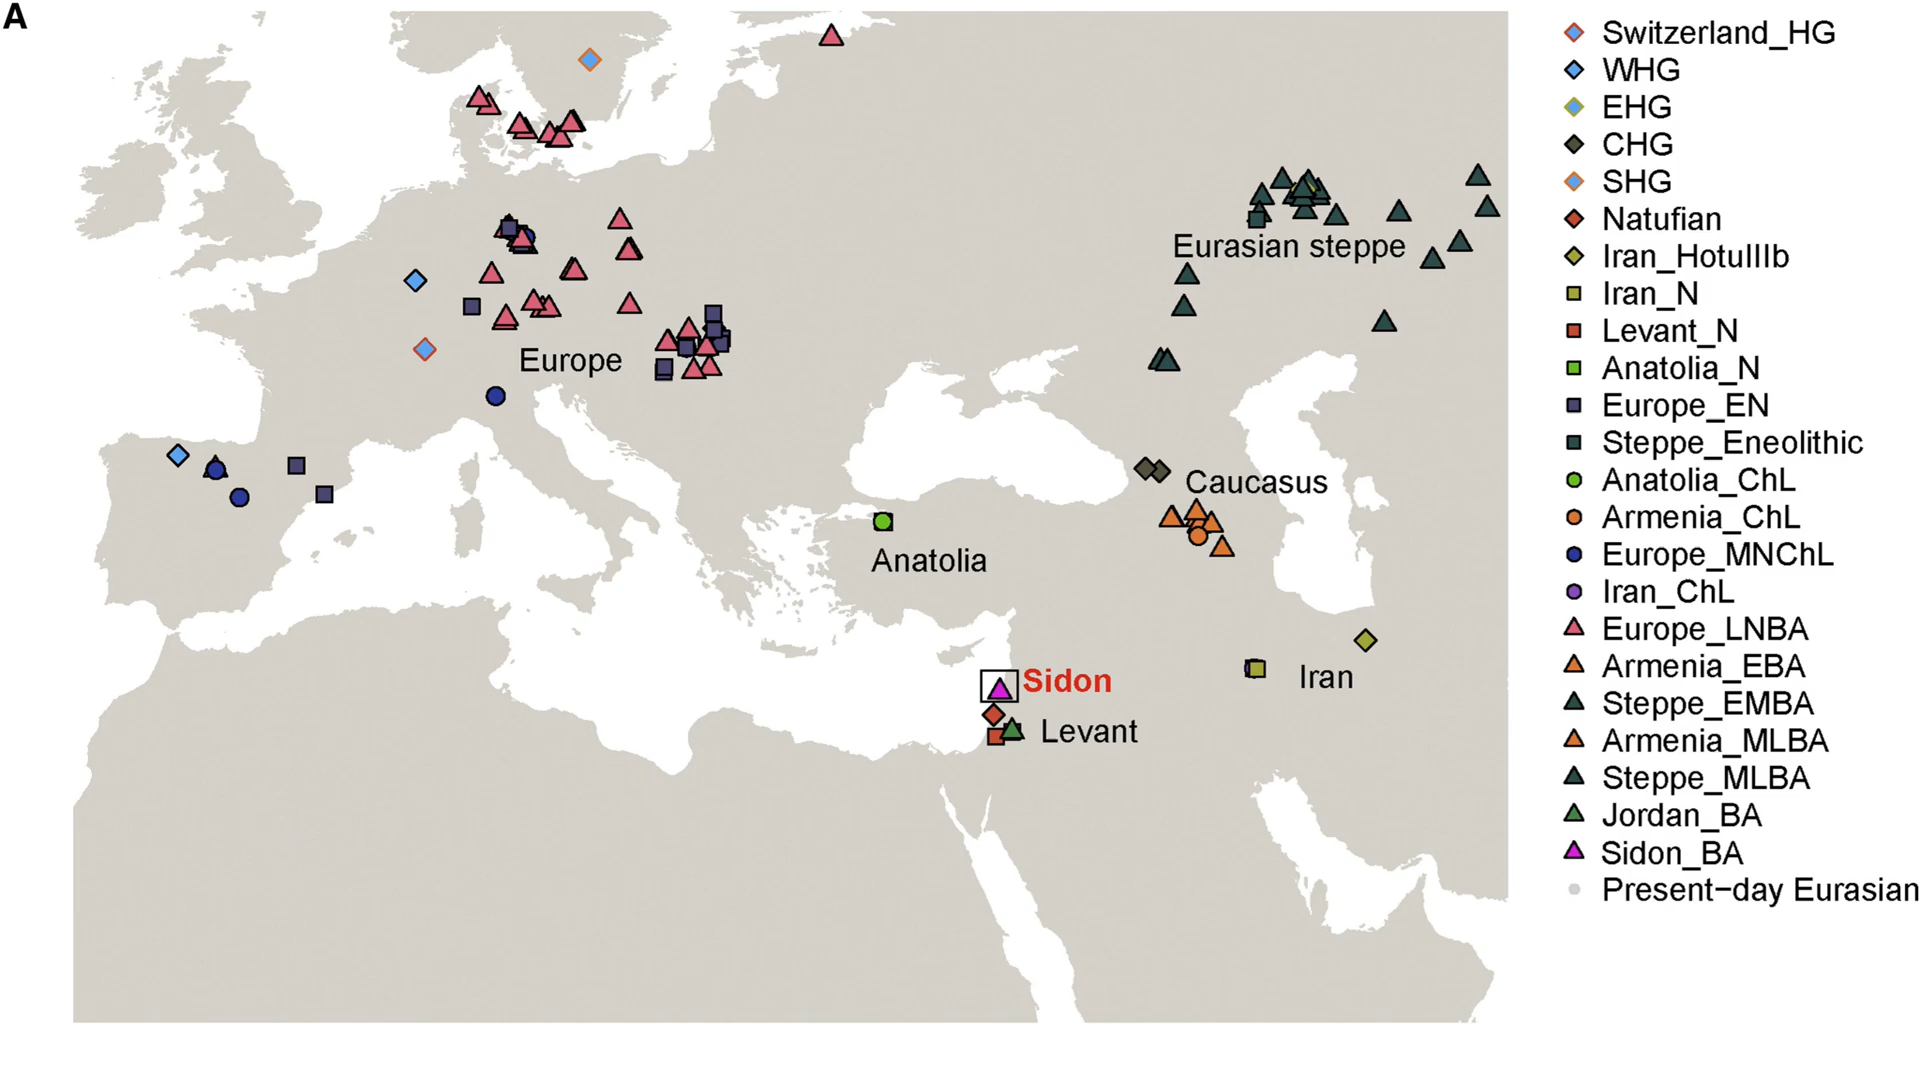 A
Europe
Eurasian steppe
Caucasus
Anatolia
Iran
Sidon
Levant
Switzerland_HG
WHG
EHG
CHG
SHG
Natufian
Iran_HotuIIIb
Iran_N
Levant_N
Anatolia_N
Europe_EN
Steppe_Eneolithic
Anatolia_ChL
Armenia_ChL
Europe_MNChL
Iran_ChL
Europe_LNBA
Armenia_EBA
Steppe_EMBA
Armenia_MLBA
Steppe_MLBA
Jordan_BA
Sidon_BA
Present−day Eurasian